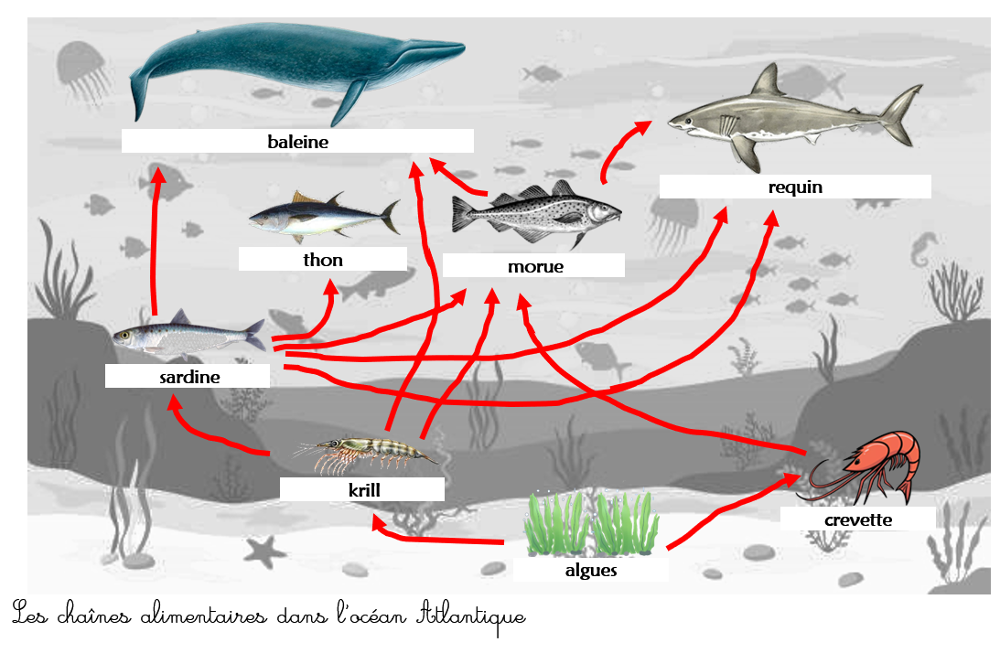 baleine
requin
thon
morue
sardine
krill
crevette
algues
Les chaînes alimentaires dans l'océan Atlantique